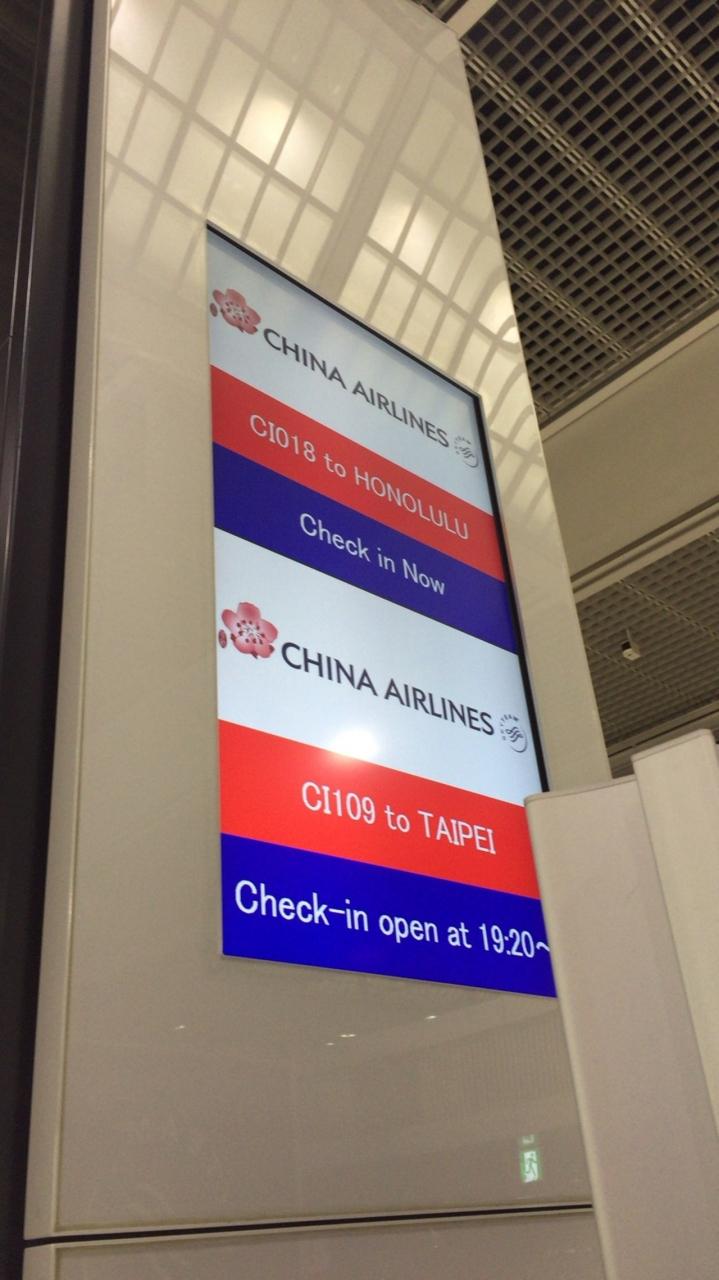 CHINA AIRLINES
CI018 to HONOLULU
Check in Now
CHINA AIRLINES
CI109 to TAIPEI
Check-in open at 19:20~